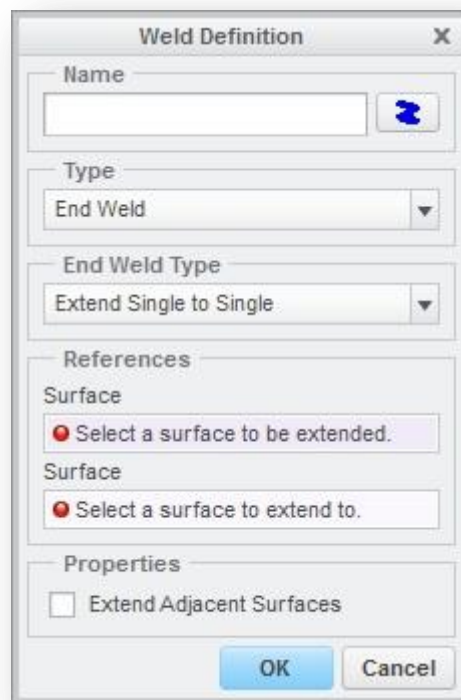 Weld Definition
Name
Type
End Weld
End Weld Type
Extend Single to Single
References
Surface
Select a surface to be extended.
Surface
Select a surface to extend to.
Properties
Extend Adjacent Surfaces
OK Cancel